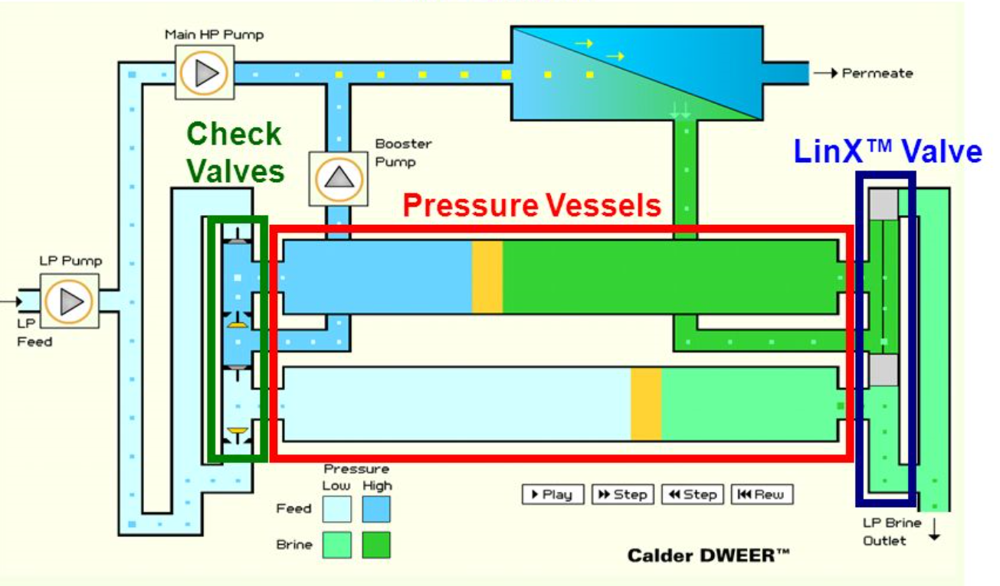 Main HP Pump
Permeate
Check
Valves
Booster
Pump
LinX™ Valve
Pressure Vessels
LP Pump
LP
Feed
Pressure
Low High
Feed
Brine
Play
Step
Step
Rew
LP Brine
Outlet
Calder DWEER™